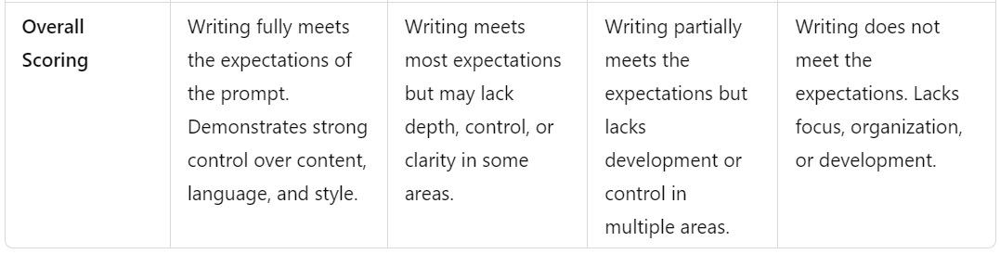 Overall
Scoring
Writing fully meets
the expectations of
the prompt.
Demonstrates strong
control over content,
language, and style.
Writing meets
most expectations
but may lack
depth, control, or
clarity in some
areas.
Writing partially
meets the
expectations but
lacks
development or
control in
multiple areas.
Writing does not
meet the
expectations. Lacks
focus, organization,
or development.